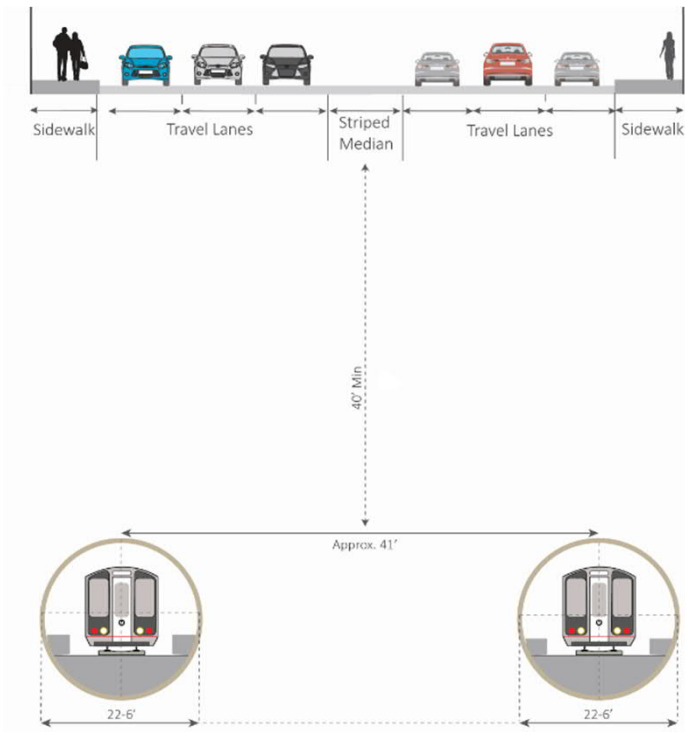 Sidewalk
Travel Lanes
Striped
Median
Travel Lanes
Sidewalk
40' Min
Approx. 41'
22-6'
22-6'